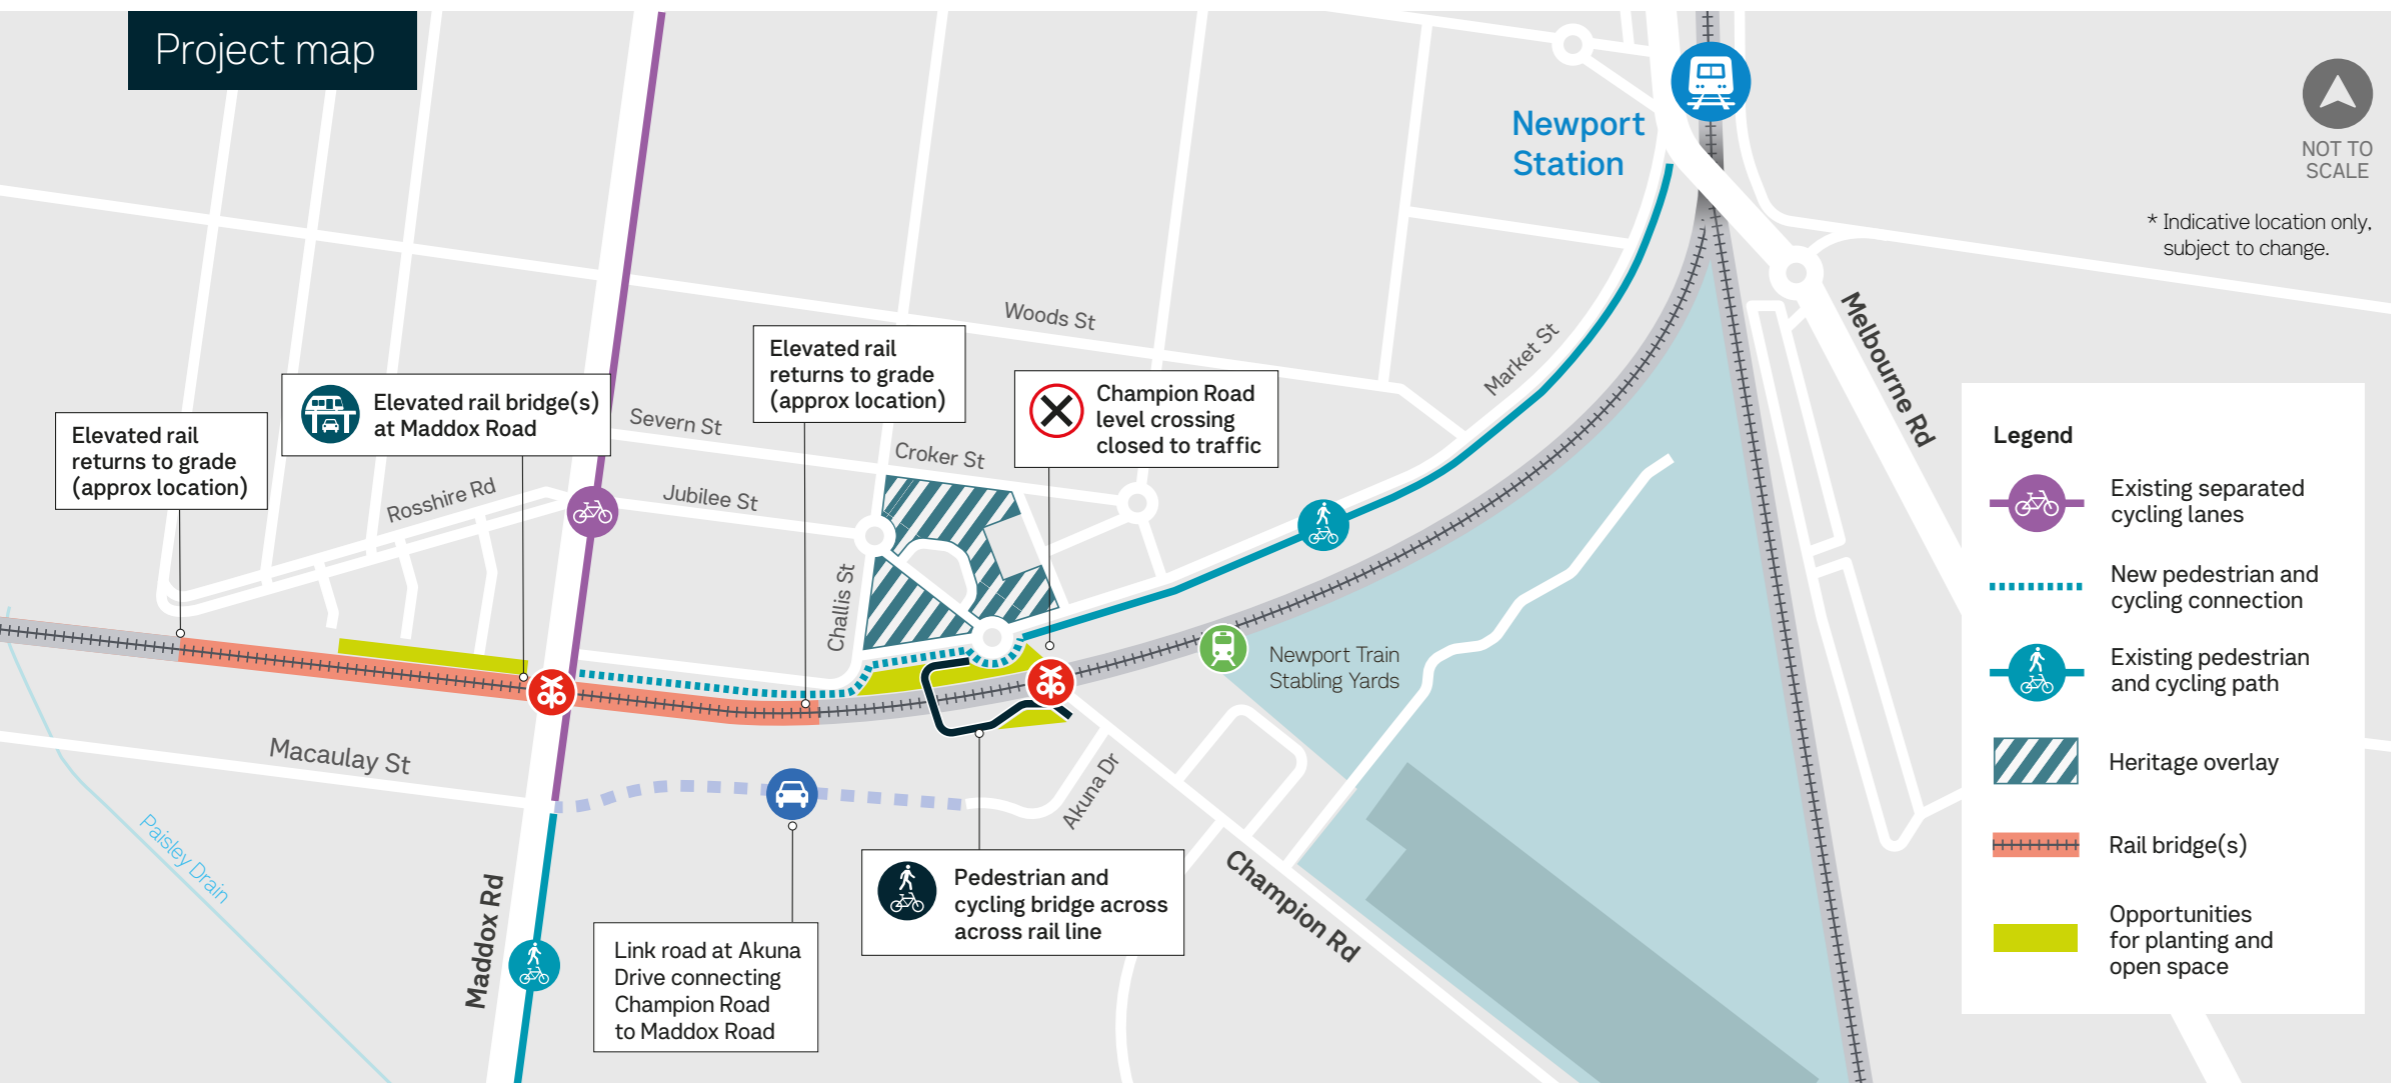 Project map
Newport
Station
NOT TO
SCALE
* Indicative location only,
subject to change.
Woods St
Market St
Melbourne Rd
Elevated rail
returns to grade
(approx location)
Elevated rail bridge(s)
at Maddox Road
Elevated rail
returns to grade
(approx location)
Champion Road
level crossing
closed to traffic
Severn St
Croker St
Rosshire Rd
Jubilee St
Challis St
Newport Train
Stabling Yards
Macaulay St
Paisley Drain
Akuna Dr
Maddox Rd
Champion Rd
Link road at Akuna
Drive connecting
Champion Road
to Maddox Road
Pedestrian and
cycling bridge across
across rail line
Legend
Existing separated
cycling lanes
New pedestrian and
cycling connection
Existing pedestrian
and cycling path
Heritage overlay
Rail bridge(s)
Opportunities
for planting and
open space